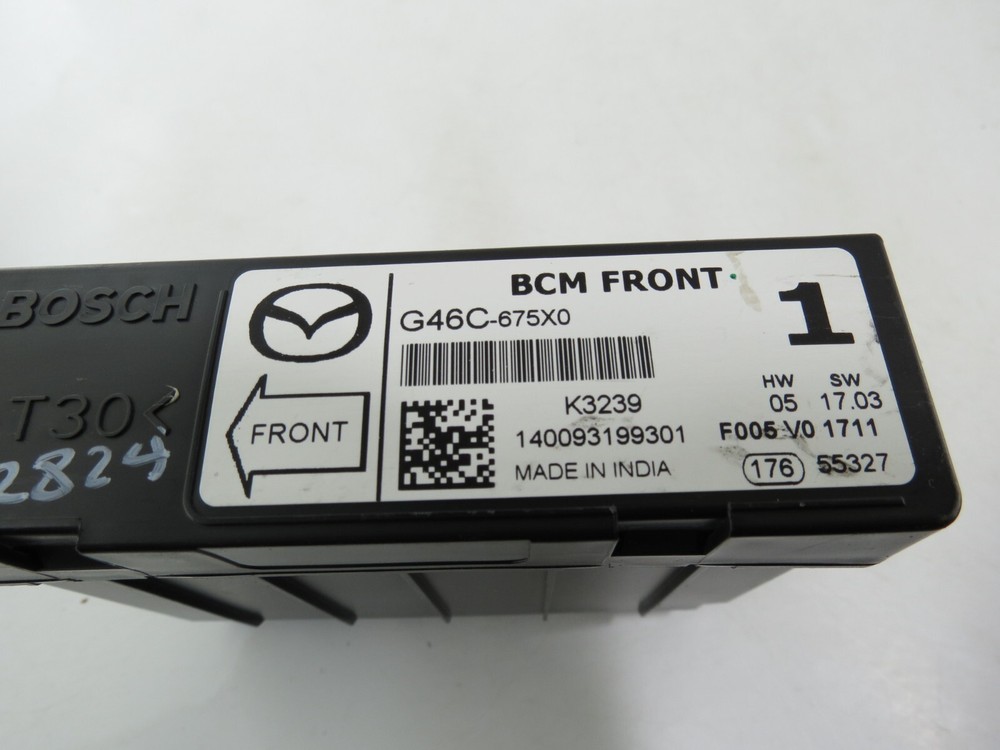 BOSCH
T30<
2824
FRONT
BCM FRONT
1
G46C-675X0
K3239
140093199301
MADE IN INDIA
HW SW
05 17.03
F005 V0 1711
176 55327